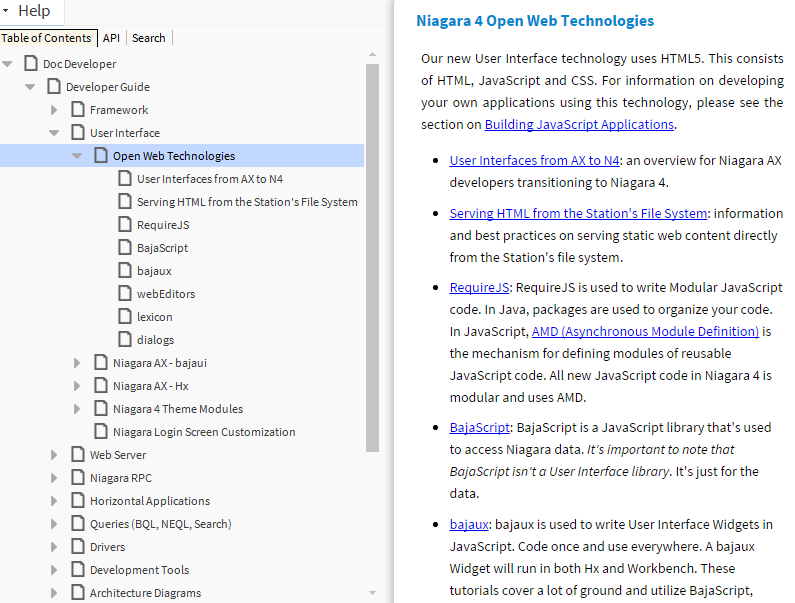 Help
Table of Contents API Search
Doc Developer
Developer Guide
Framework
User Interface
Open Web Technologies
User Interfaces from AX to N4
Serving HTML from the Station's File System
RequireJS
BajaScript
bajaux
webEditors
lexicon
dialogs
Niagara AX - bajaui
Niagara AX - Hx
Niagara 4 Theme Modules
Niagara Login Screen Customization
Web Server
Niagara RPC
Horizontal Applications
Queries (BQL, NEQL, Search)
Drivers
Development Tools
Architecture Diagrams
Niagara 4 Open Web Technologies
Our new User Interface technology uses HTML5. This consists
of HTML, JavaScript and CSS. For information on developing
your own applications using this technology, please see the
section on Building JavaScript Applications.
• User Interfaces from AX to N4: an overview for Niagara AX
developers transitioning to Niagara 4.
• Serving HTML from the Station's File System: information
and best practices on serving static web content directly
from the Station's file system.
• RequireJS: RequireJS is used to write Modular JavaScript
code. In Java, packages are used to organize your code.
In JavaScript, AMD (Asynchronous Module Definition) is
the mechanism for defining modules of reusable
JavaScript code. All new JavaScript code in Niagara 4 is
modular and uses AMD.
• BajaScript: BajaScript is a JavaScript library that's used
to access Niagara data. It's important to note that
BajaScript isn't a User Interface library. It's just for the
data.
• bajaux: bajaux is used to write User Interface Widgets in
JavaScript. Code once and use everywhere. A bajaux
Widget will run in both Hx and Workbench. These
tutorials cover a lot of ground and utilize BajaScript,